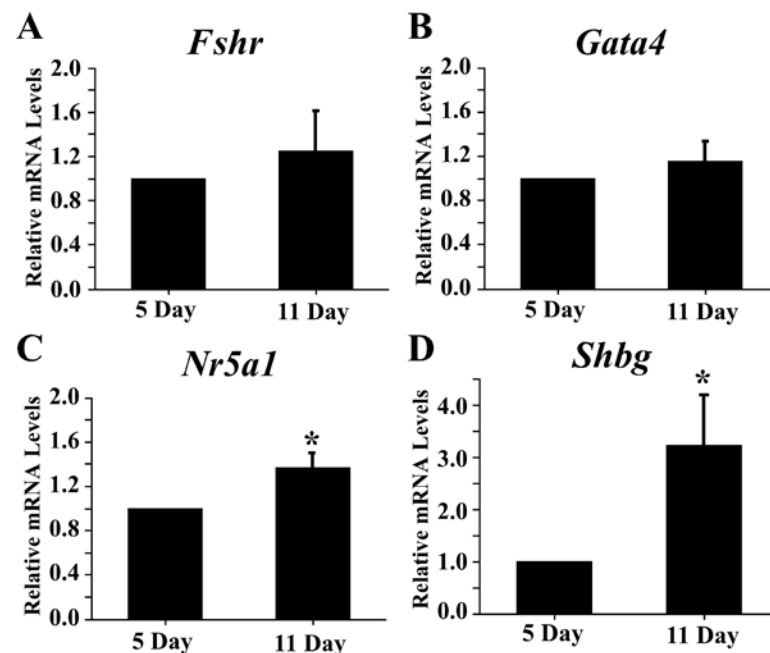 A
Fshr
Relative mRNA Levels
2.0
1.6
1.2
0.8
0.4
0.0
5 Day 11 Day
B
Gata4
Relative mRNA Levels
2.0
1.6
1.2
0.8
0.4
0.0
5 Day 11 Day
C
Nr5a1
Relative mRNA Levels
2.0
1.6
1.2
0.8
0.4
0.0
*
5 Day 11 Day
D
Shbg
Relative mRNA Levels
4.0
3.0
2.0
1.0
0.0
*
5 Day 11 Day